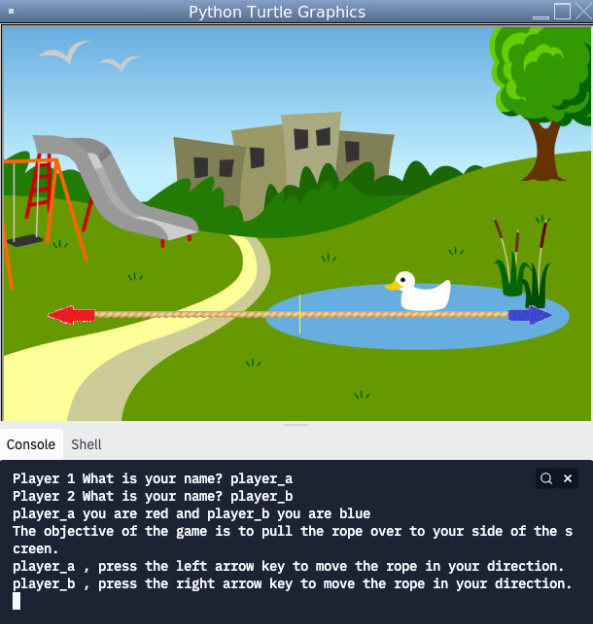 Python Turtle Graphics
Console Shell
Player 1 What is your name? player_a
Player 2 What is your name? player_b
player_a you are red and player_b you are blue
The objective of the game is to pull the rope over to your side of the s
creen.
player_a , press the left arrow key to move the rope in your direction.
player_b , press the right arrow key to move the rope in your direction.